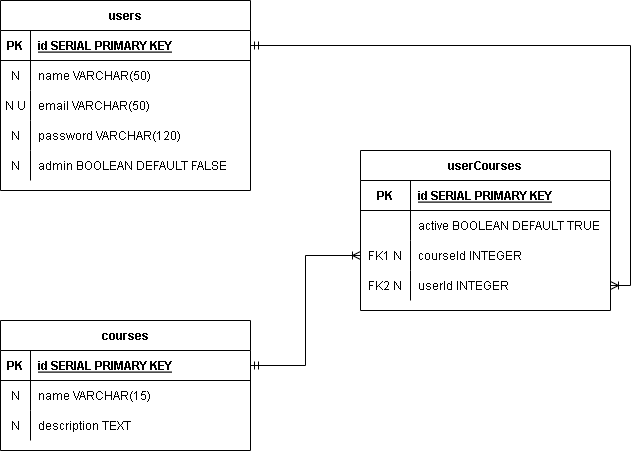 users
PK id SERIAL PRIMARY KEY
N name VARCHAR(50)
N U email VARCHAR(50)
N password VARCHAR(120)
N admin BOOLEAN DEFAULT FALSE
userCourses
PK id SERIAL PRIMARY KEY
active BOOLEAN DEFAULT TRUE
FK1 N courseId INTEGER
FK2 N userId INTEGER
courses
PK id SERIAL PRIMARY KEY
N name VARCHAR(15)
N description TEXT